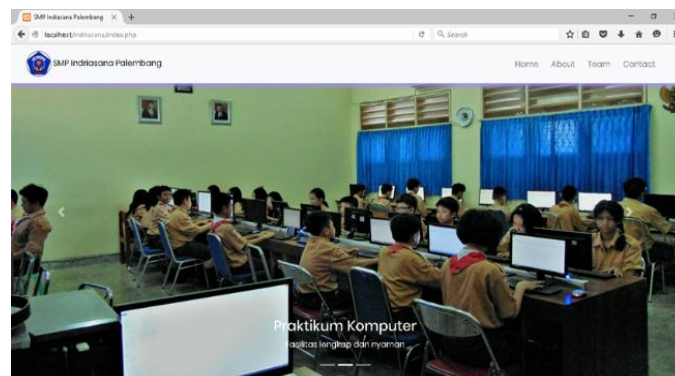 SMP Indriasana Palembang
localhost/indriasana/index.php
Search
SMP Indriasana Palembang
Home About Team Contact
Praktikum Komputer
Fasilitas lengkap dan nyaman